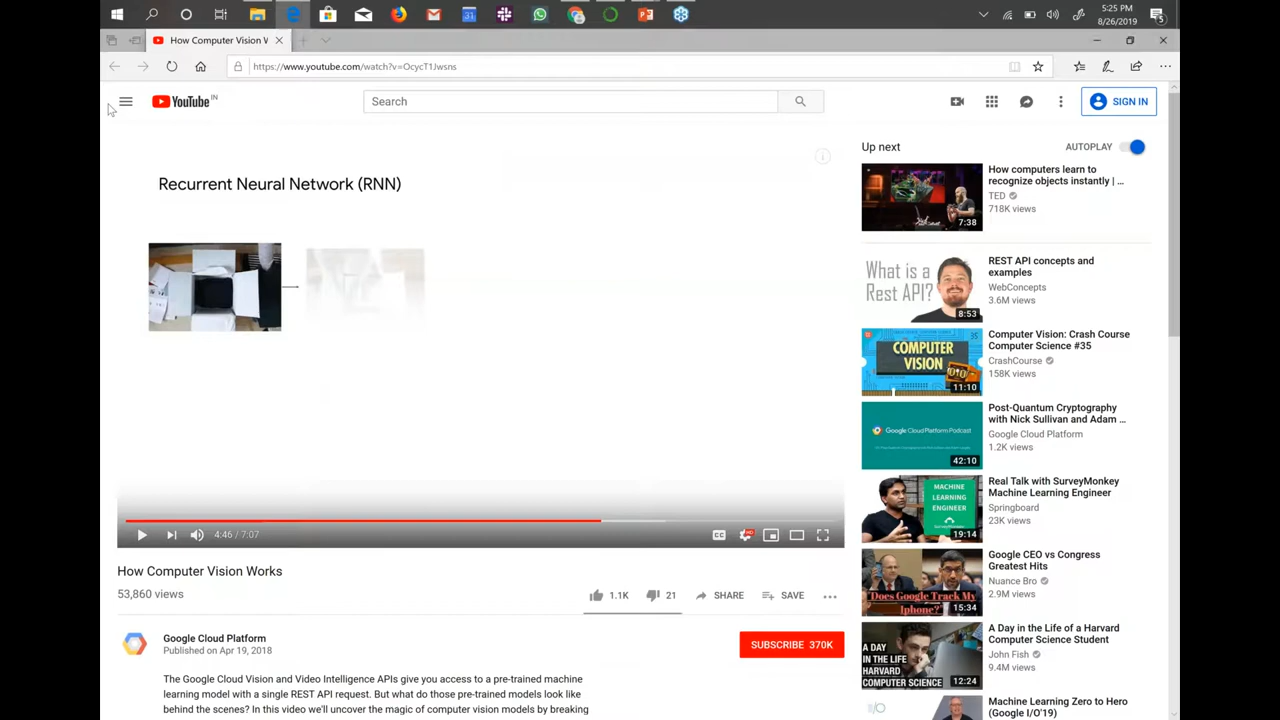 5:25 PM
8/26/2019
5
31
How Computer Vision W
https://www.youtube.com/watch?v=OcycT1Jwsns
YouTube IN
Search
SIGN IN
Recurrent Neural Network (RNN)
4:46 / 7:07
CC
HD
How Computer Vision Works
53,860 views
1.1K
21
SHARE
SAVE
Google Cloud Platform
Published on Apr 19, 2018
SUBSCRIBE 370K
The Google Cloud Vision and Video Intelligence APIs give you access to a pre-trained machine
learning model with a single REST API request. But what do those pre-trained models look like
behind the scenes? In this video we'll uncover the magic of computer vision models by breaking
Up next
AUTOPLAY
How computers learn to
recognize objects instantly | ...
TED
718K views
7:38
What is a
Rest API?
8:53
REST API concepts and
examples
WebConcepts
3.6M views
35
COMPUTER
VISION
11:10
Computer Vision: Crash Course
Computer Science #35
CrashCourse
158K views
Google Cloud Platform Podcast
42:10
Post-Quantum Cryptography
with Nick Sullivan and Adam ...
Google Cloud Platform
1.2K views
MACHINE
LEARNING
ENGINEER
19:14
Real Talk with SurveyMonkey
Machine Learning Engineer
Springboard
23K views
"Does Google Track My
Iphone?"
15:34
Google CEO vs Congress
Greatest Hits
Nuance Bro
2.9M views
A DAY
IN THE LIFE
HARVARD
COMPUTER SCIENCE
12:24
A Day in the Life of a Harvard
Computer Science Student
John Fish
9.4M views
I/O
Machine Learning Zero to Hero
(Google I/O'19)